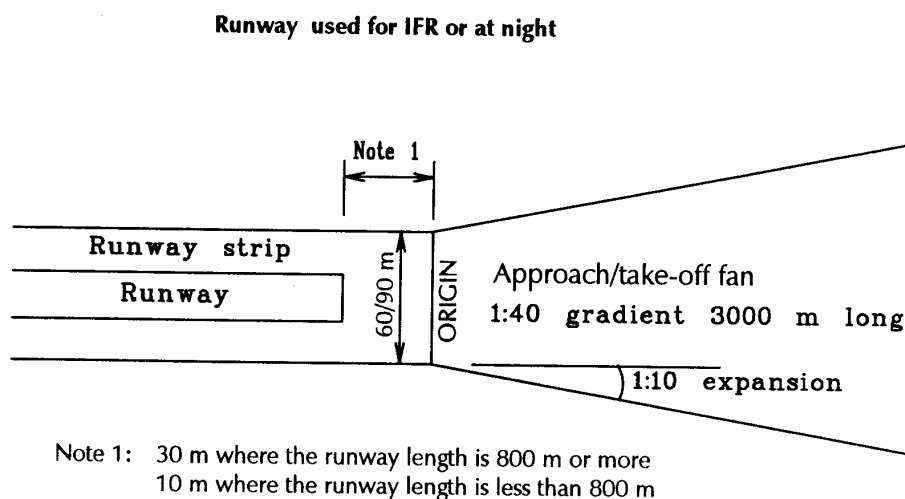 Runway used for IFR or at night
Note 1
Runway strip
Runway
60/90 m
ORIGIN
Approach/take-off fan
1:40 gradient 3000 m long
1:10 expansion
Note 1: 30 m where the runway length is 800 m or more
10 m where the runway length is less than 800 m